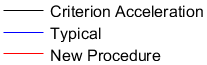 Criterion Acceleration
Typical
New Procedure